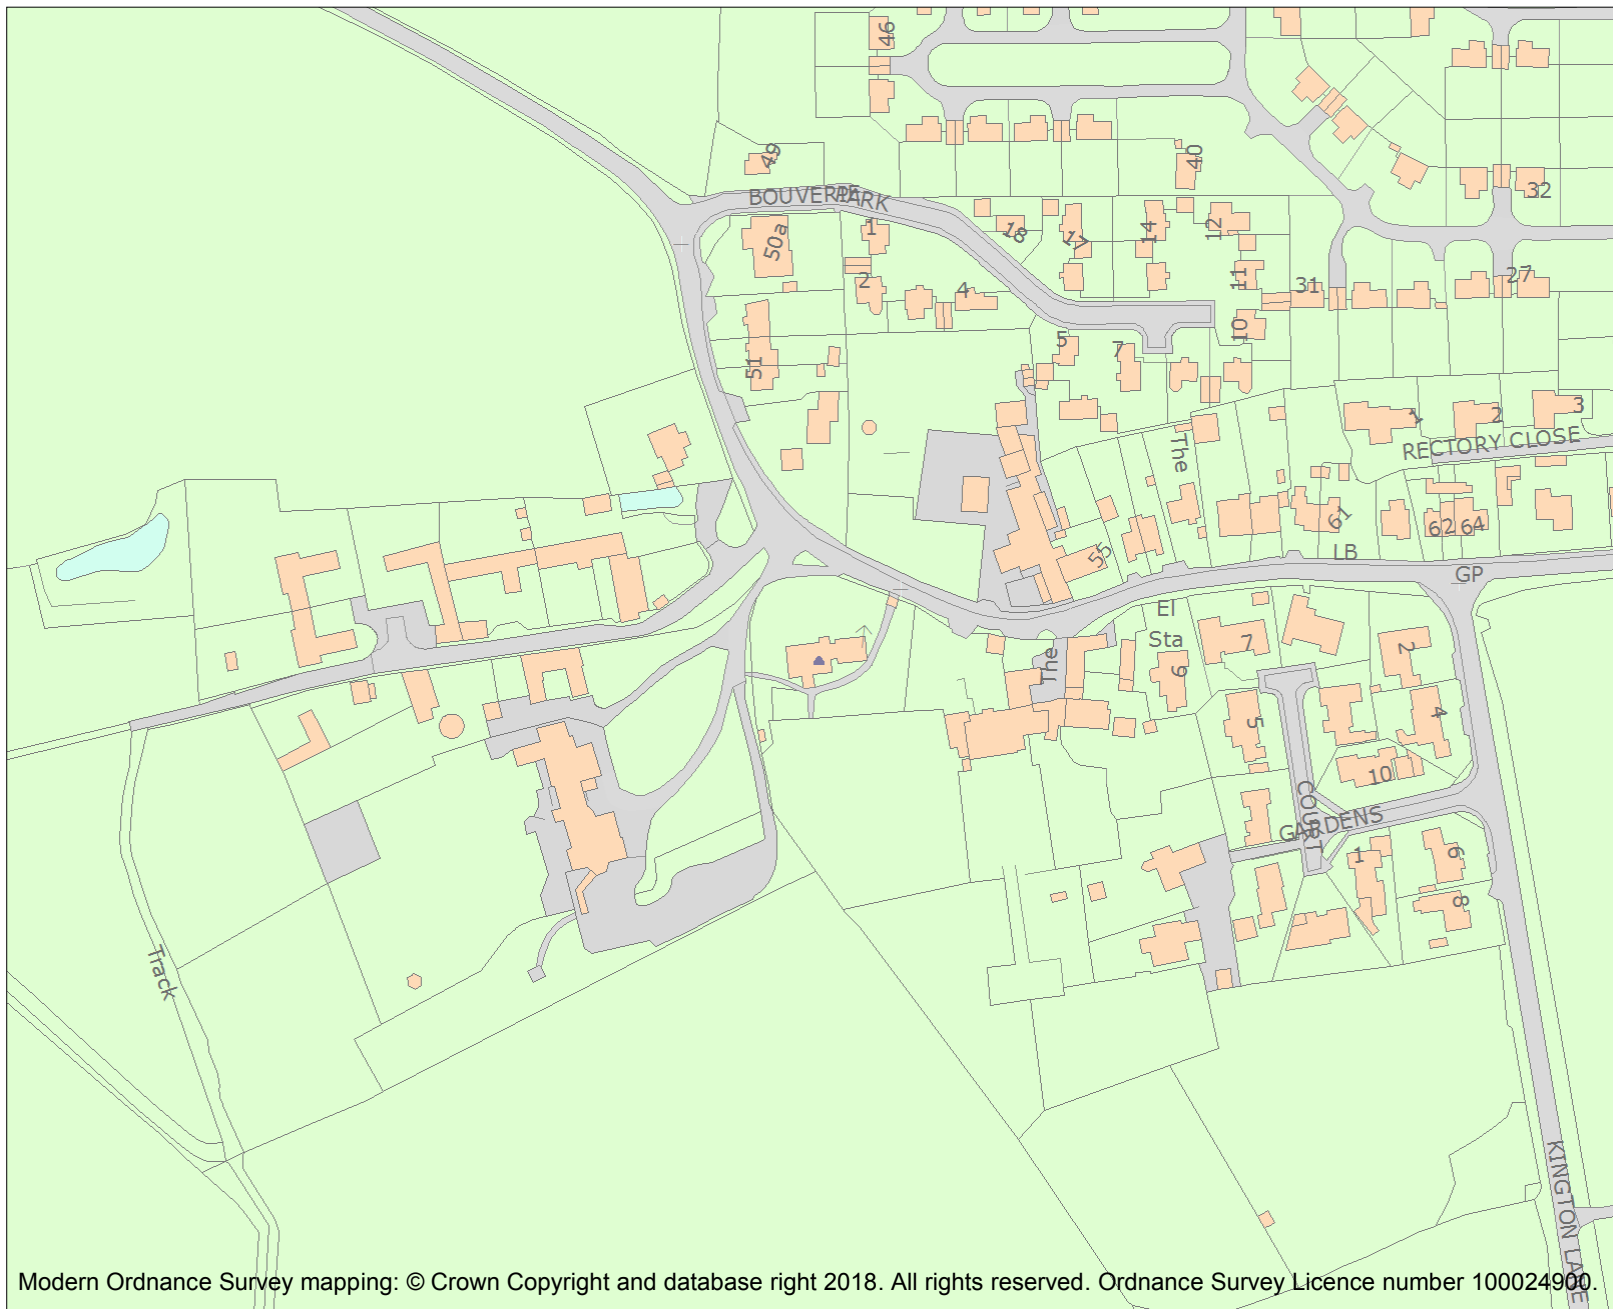 46
49
40
32
BOUVERIE
PARK
50a
1
18
17
14
12
2
4
11
31
27
10
5
7
51
1
2
3
The
RECTORY CLOSE
61
62
64
55
LB
GP
El
Sta
The
7
9
2
5
4
10
COURT
GARDENS
1
6
8
Track
KINGTON LANE
Modern Ordnance Survey mapping: © Crown Copyright and database right 2018. All rights reserved. Ordnance Survey Licence number 100024900.